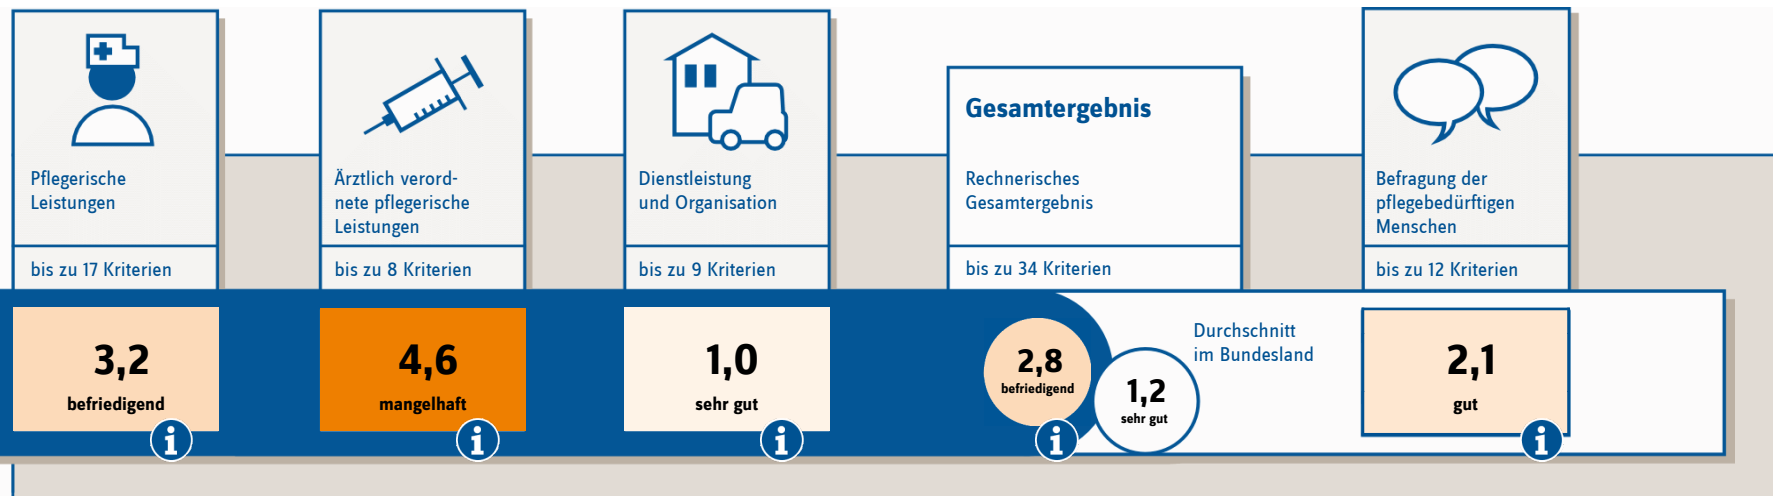 Pflegerische
Leistungen
bis zu 17 Kriterien
3,2
befriedigend
i
Ärztlich verord-
nete pflegerische
Leistungen
bis zu 8 Kriterien
4,6
mangelhaft
i
Dienstleistung
und Organisation
bis zu 9 Kriterien
1,0
sehr gut
i
Gesamtergebnis
Rechnerisches
Gesamtergebnis
bis zu 34 Kriterien
2,8
befriedigend
i
1,2
sehr gut
Durchschnitt
im Bundesland
Befragung der
pflegebedürftigen
Menschen
bis zu 12 Kriterien
2,1
gut
i